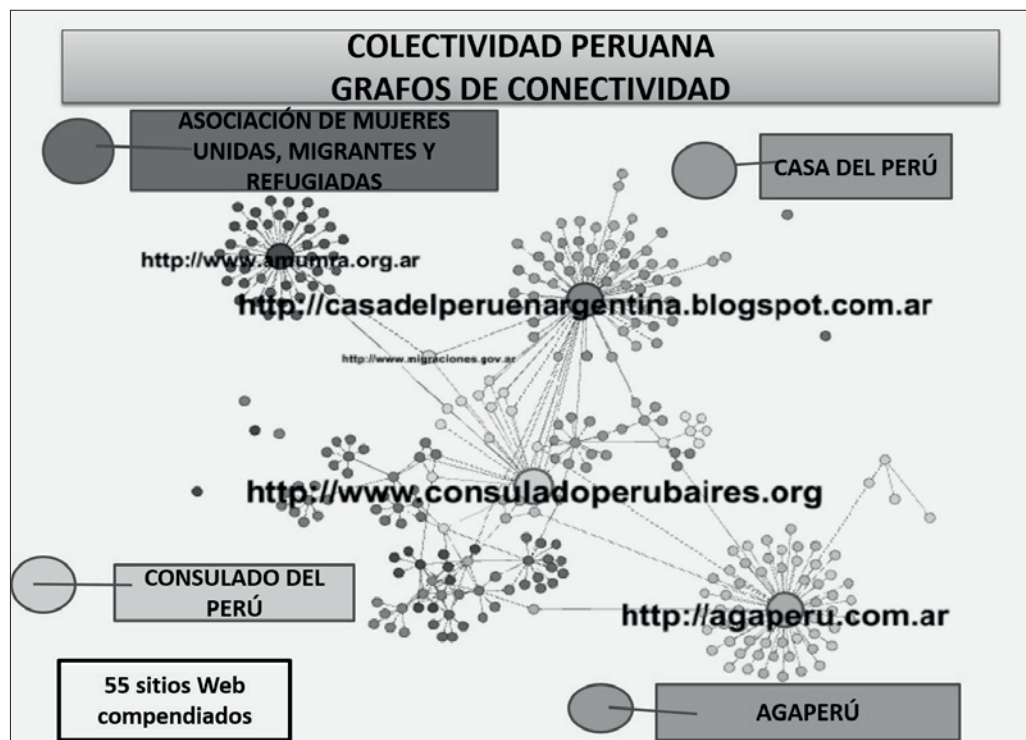 COLECTIVIDAD PERUANA
GRAFOS DE CONECTIVIDAD
ASOCIACIÓN DE MUJERES
UNIDAS, MIGRANTES Y
REFUGIADAS
CASA DEL PERÚ
http://www.amumra.org.ar
http://casadelperuenargentina.blogspot.com.ar
http://www.migraciones.gov.ar
http://www.consuladoperubaires.org
CONSULADO DEL
PERÚ
http://agaperu.com.ar
55 sitios Web
compendiados
AGAPERÚ